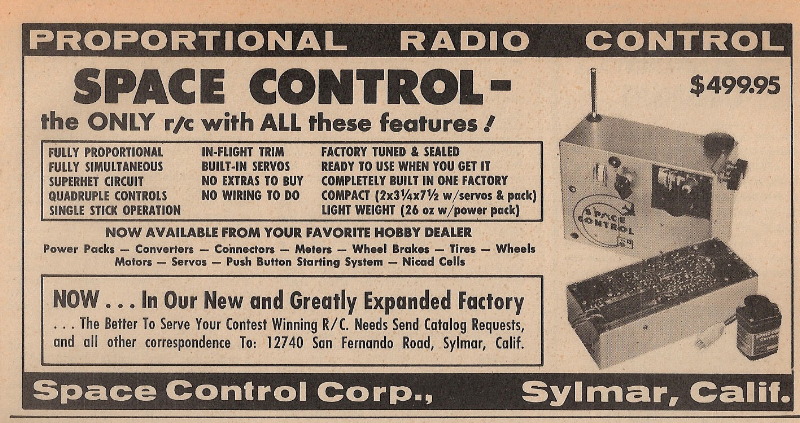 PROPORTIONAL RADIO CONTROL
SPACE CONTROL-
$499.95
the ONLY r/c with ALL these features!
FULLY PROPORTIONAL IN-FLIGHT TRIM FACTORY TUNED & SEALED
FULLY SIMULTANEOUS BUILT-IN SERVOS READY TO USE WHEN YOU GET IT
SUPERHET CIRCUIT NO EXTRAS TO BUY COMPLETELY BUILT IN ONE FACTORY
QUADRUPLE CONTROLS NO WIRING TO DO COMPACT (2x3¼x7½ w/servos & pack)
SINGLE STICK OPERATION LIGHT WEIGHT (26 oz w/power pack)
NOW AVAILABLE FROM YOUR FAVORITE HOBBY DEALER
Power Packs — Converters — Connectors — Meters — Wheel Brakes — Tires — Wheels
Motors — Servos — Push Button Starting System — Nicad Cells
NOW . . . In Our New and Greatly Expanded Factory
. . . The Better To Serve Your Contest Winning R/C. Needs Send Catalog Requests,
and all other correspondence To: 12740 San Fernando Road, Sylmar, Calif.
SPACE
CONTROL
Space Control Corp., Sylmar, Calif.